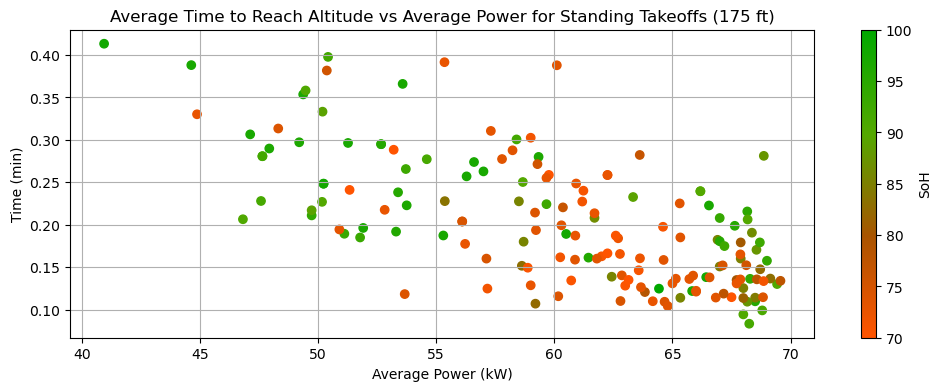 Average Time to Reach Altitude vs Average Power for Standing Takeoffs (175 ft)
0.40
0.35
0.30
0.25
0.20
0.15
0.10
Time (min)
40 45 50 55 60 65 70
Average Power (kW)
100
95
90
85
80
75
70
SoH